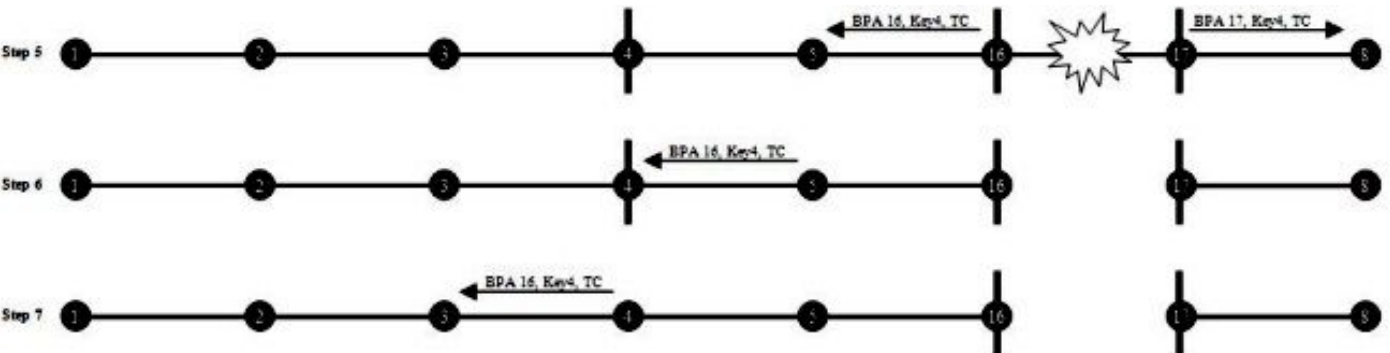 BPA 16, Key4, TC BPA 17, Key4, TC
Step 5 1 2 3 4 5 16 17 8
BPA 16, Key4, TC
Step 6 1 2 3 4 5 16 17 8
BPA 16, Key4, TC
Step 7 1 2 3 4 5 16 17 8